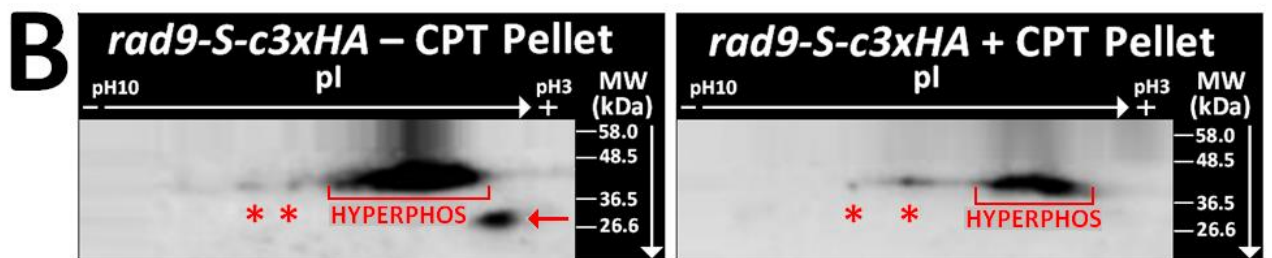 B
rad9-S-c3xHA – CPT Pellet
pI
pH10
pH3
MW
(kDa)
– +
58.0
48.5
36.5
26.6
* *
HYPERPHOS
rad9-S-c3xHA + CPT Pellet
pI
pH10
pH3
MW
(kDa)
– +
58.0
48.5
36.5
26.6
* *
HYPERPHOS